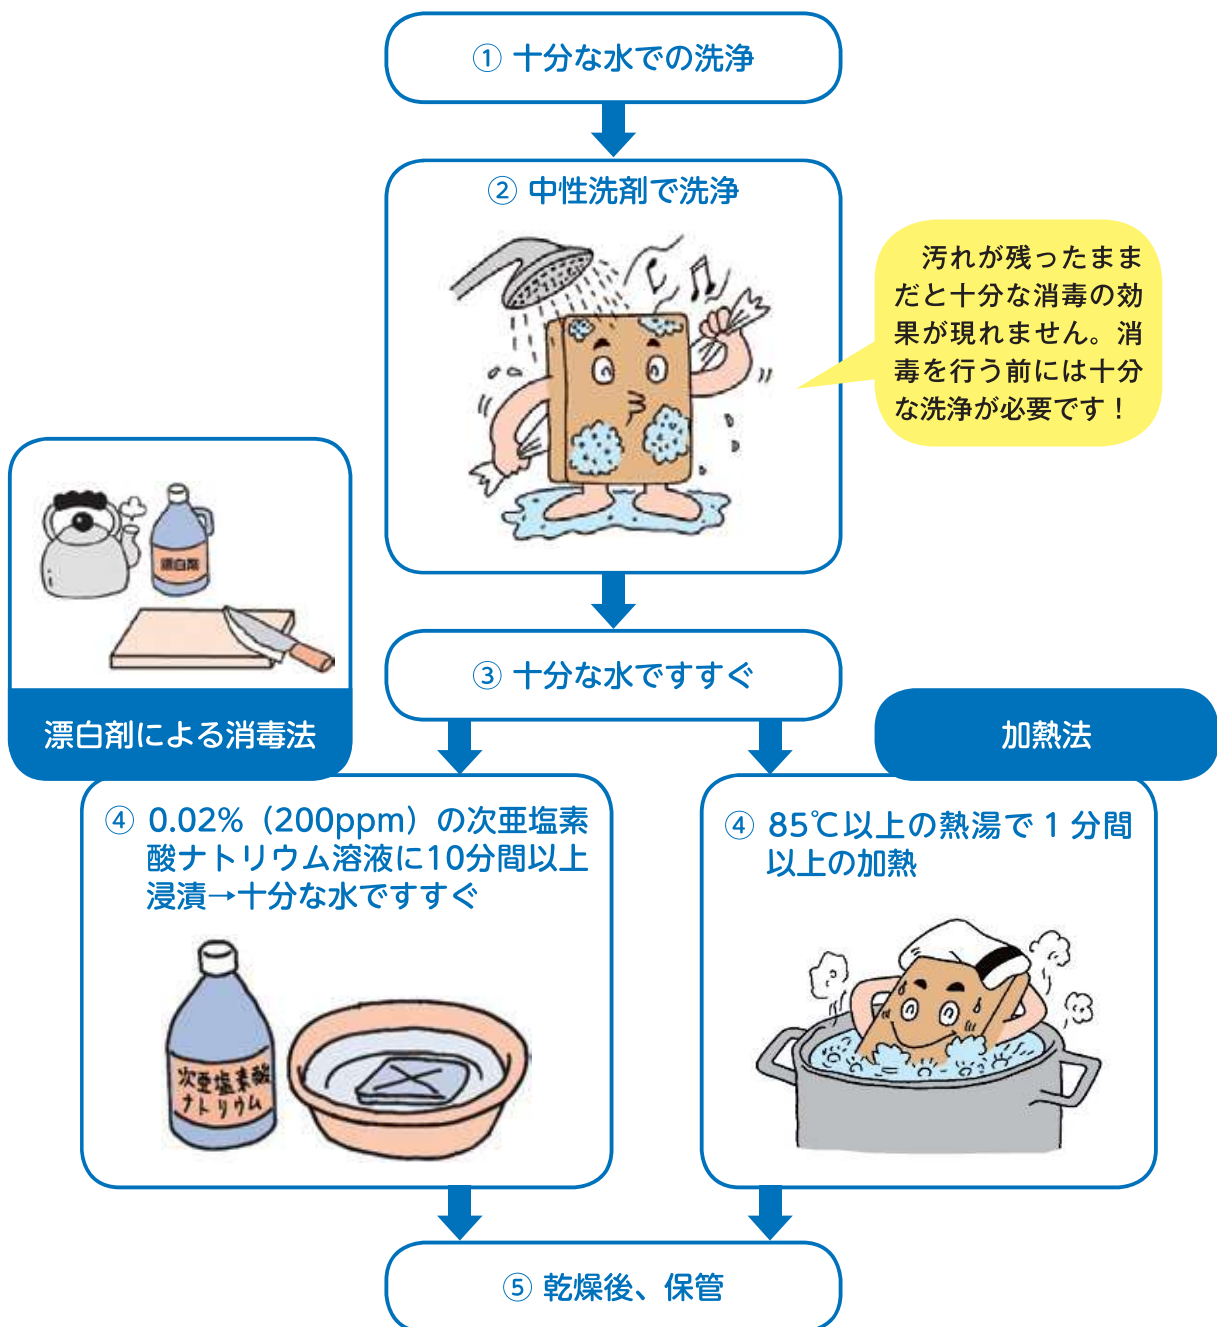 ① 十分な水での洗浄
② 中性洗剤で洗浄
汚れが残ったまま
だと十分な消毒の効
果が現れません。消
毒を行う前には十分
な洗浄が必要です！
漂白剤
③ 十分な水ですすぐ
漂白剤による消毒法
加熱法
④ 0.02%（200ppm）の次亜塩素
酸ナトリウム溶液に10分間以上
浸漬→十分な水ですすぐ
次亜塩素酸
ナトリウム
④ 85℃以上の熱湯で１分間
以上の加熱
⑤ 乾燥後、保管